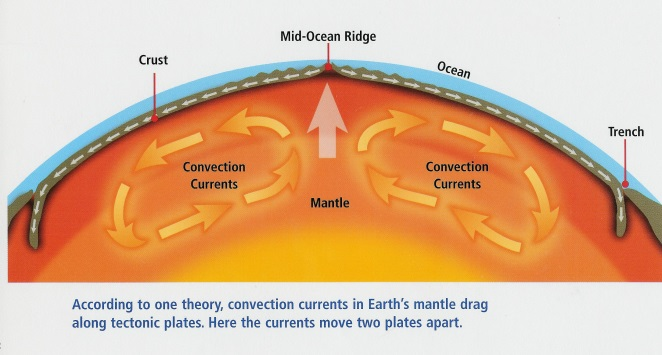 Mid-Ocean Ridge
Crust
Ocean
Trench
Convection
Currents
Convection
Currents
Mantle
According to one theory, convection currents in Earth's mantle drag
along tectonic plates. Here the currents move two plates apart.